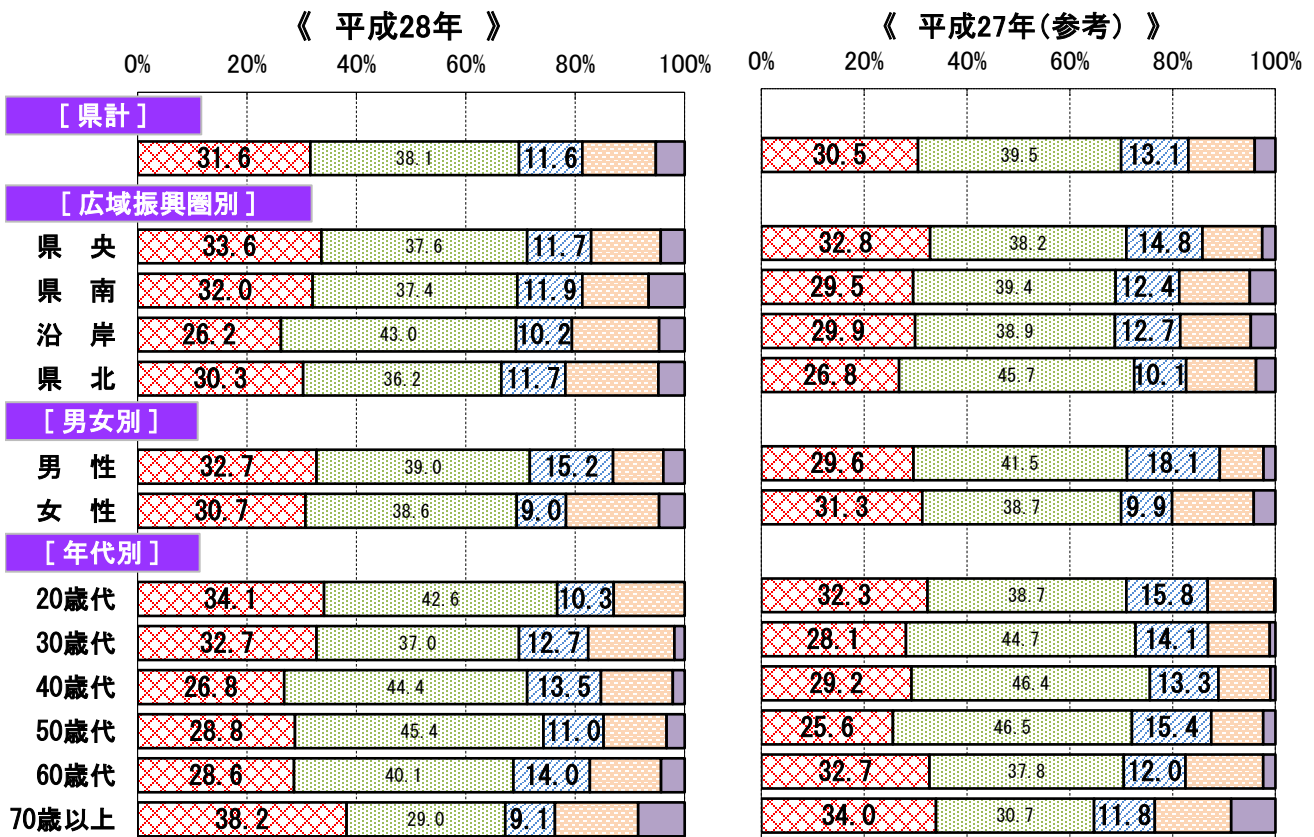 《 平成28年 》 《 平成27年(参考) 》
0% 20% 40% 60% 80% 100% 0% 20% 40% 60% 80% 100%
[ 県計 ]
31.6 38.1 11.6 30.5 39.5 13.1
[ 広域振興圏別 ]
県 央 33.6 37.6 11.7 32.8 38.2 14.8
県 南 32.0 37.4 11.9 29.5 39.4 12.4
沿 岸 26.2 43.0 10.2 29.9 38.9 12.7
県 北 30.3 36.2 11.7 26.8 45.7 10.1
[ 男女別 ]
男 性 32.7 39.0 15.2 29.6 41.5 18.1
女 性 30.7 38.6 9.0 31.3 38.7 9.9
[ 年代別 ]
20歳代 34.1 42.6 10.3 32.3 38.7 15.8
30歳代 32.7 37.0 12.7 28.1 44.7 14.1
40歳代 26.8 44.4 13.5 29.2 46.4 13.3
50歳代 28.8 45.4 11.0 25.6 46.5 15.4
60歳代 28.6 40.1 14.0 32.7 37.8 12.0
70歳以上 38.2 29.0 9.1 34.0 30.7 11.8